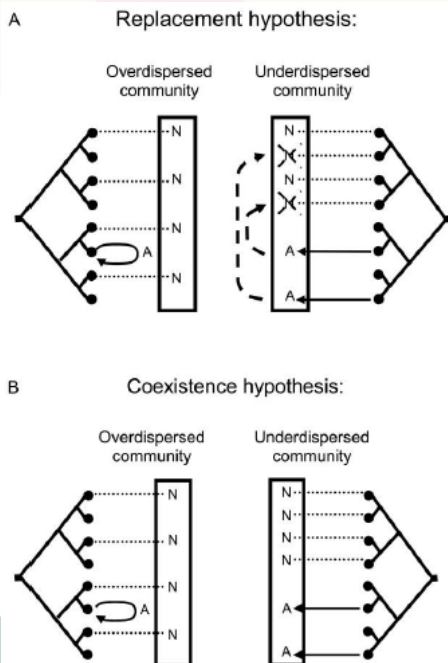 A
Replacement hypothesis:
Overdispersed Underdispersed
community community
N N
N
N N
N
A A
N
A
B
Coexistence hypothesis:
Overdispersed Underdispersed
community community
N N
N
N N
N
N
A A
N
A